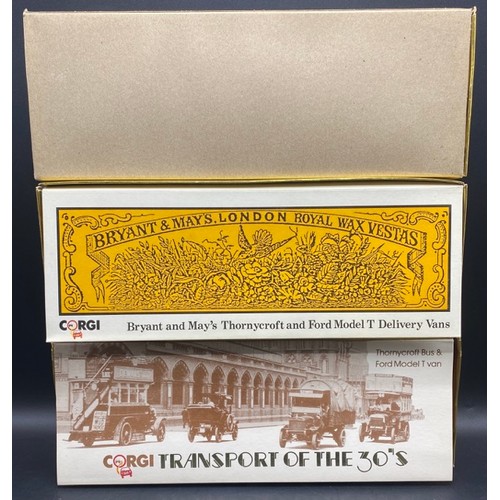 BRYANT & MAY'S, LONDON ROYAL WAX VESTAS
CORGI
Bryant and May's Thornycroft and Ford Model T Delivery Vans
Thornycroft Bus &
Ford Model T van
CORGI TRANSPORT OF THE 30"S